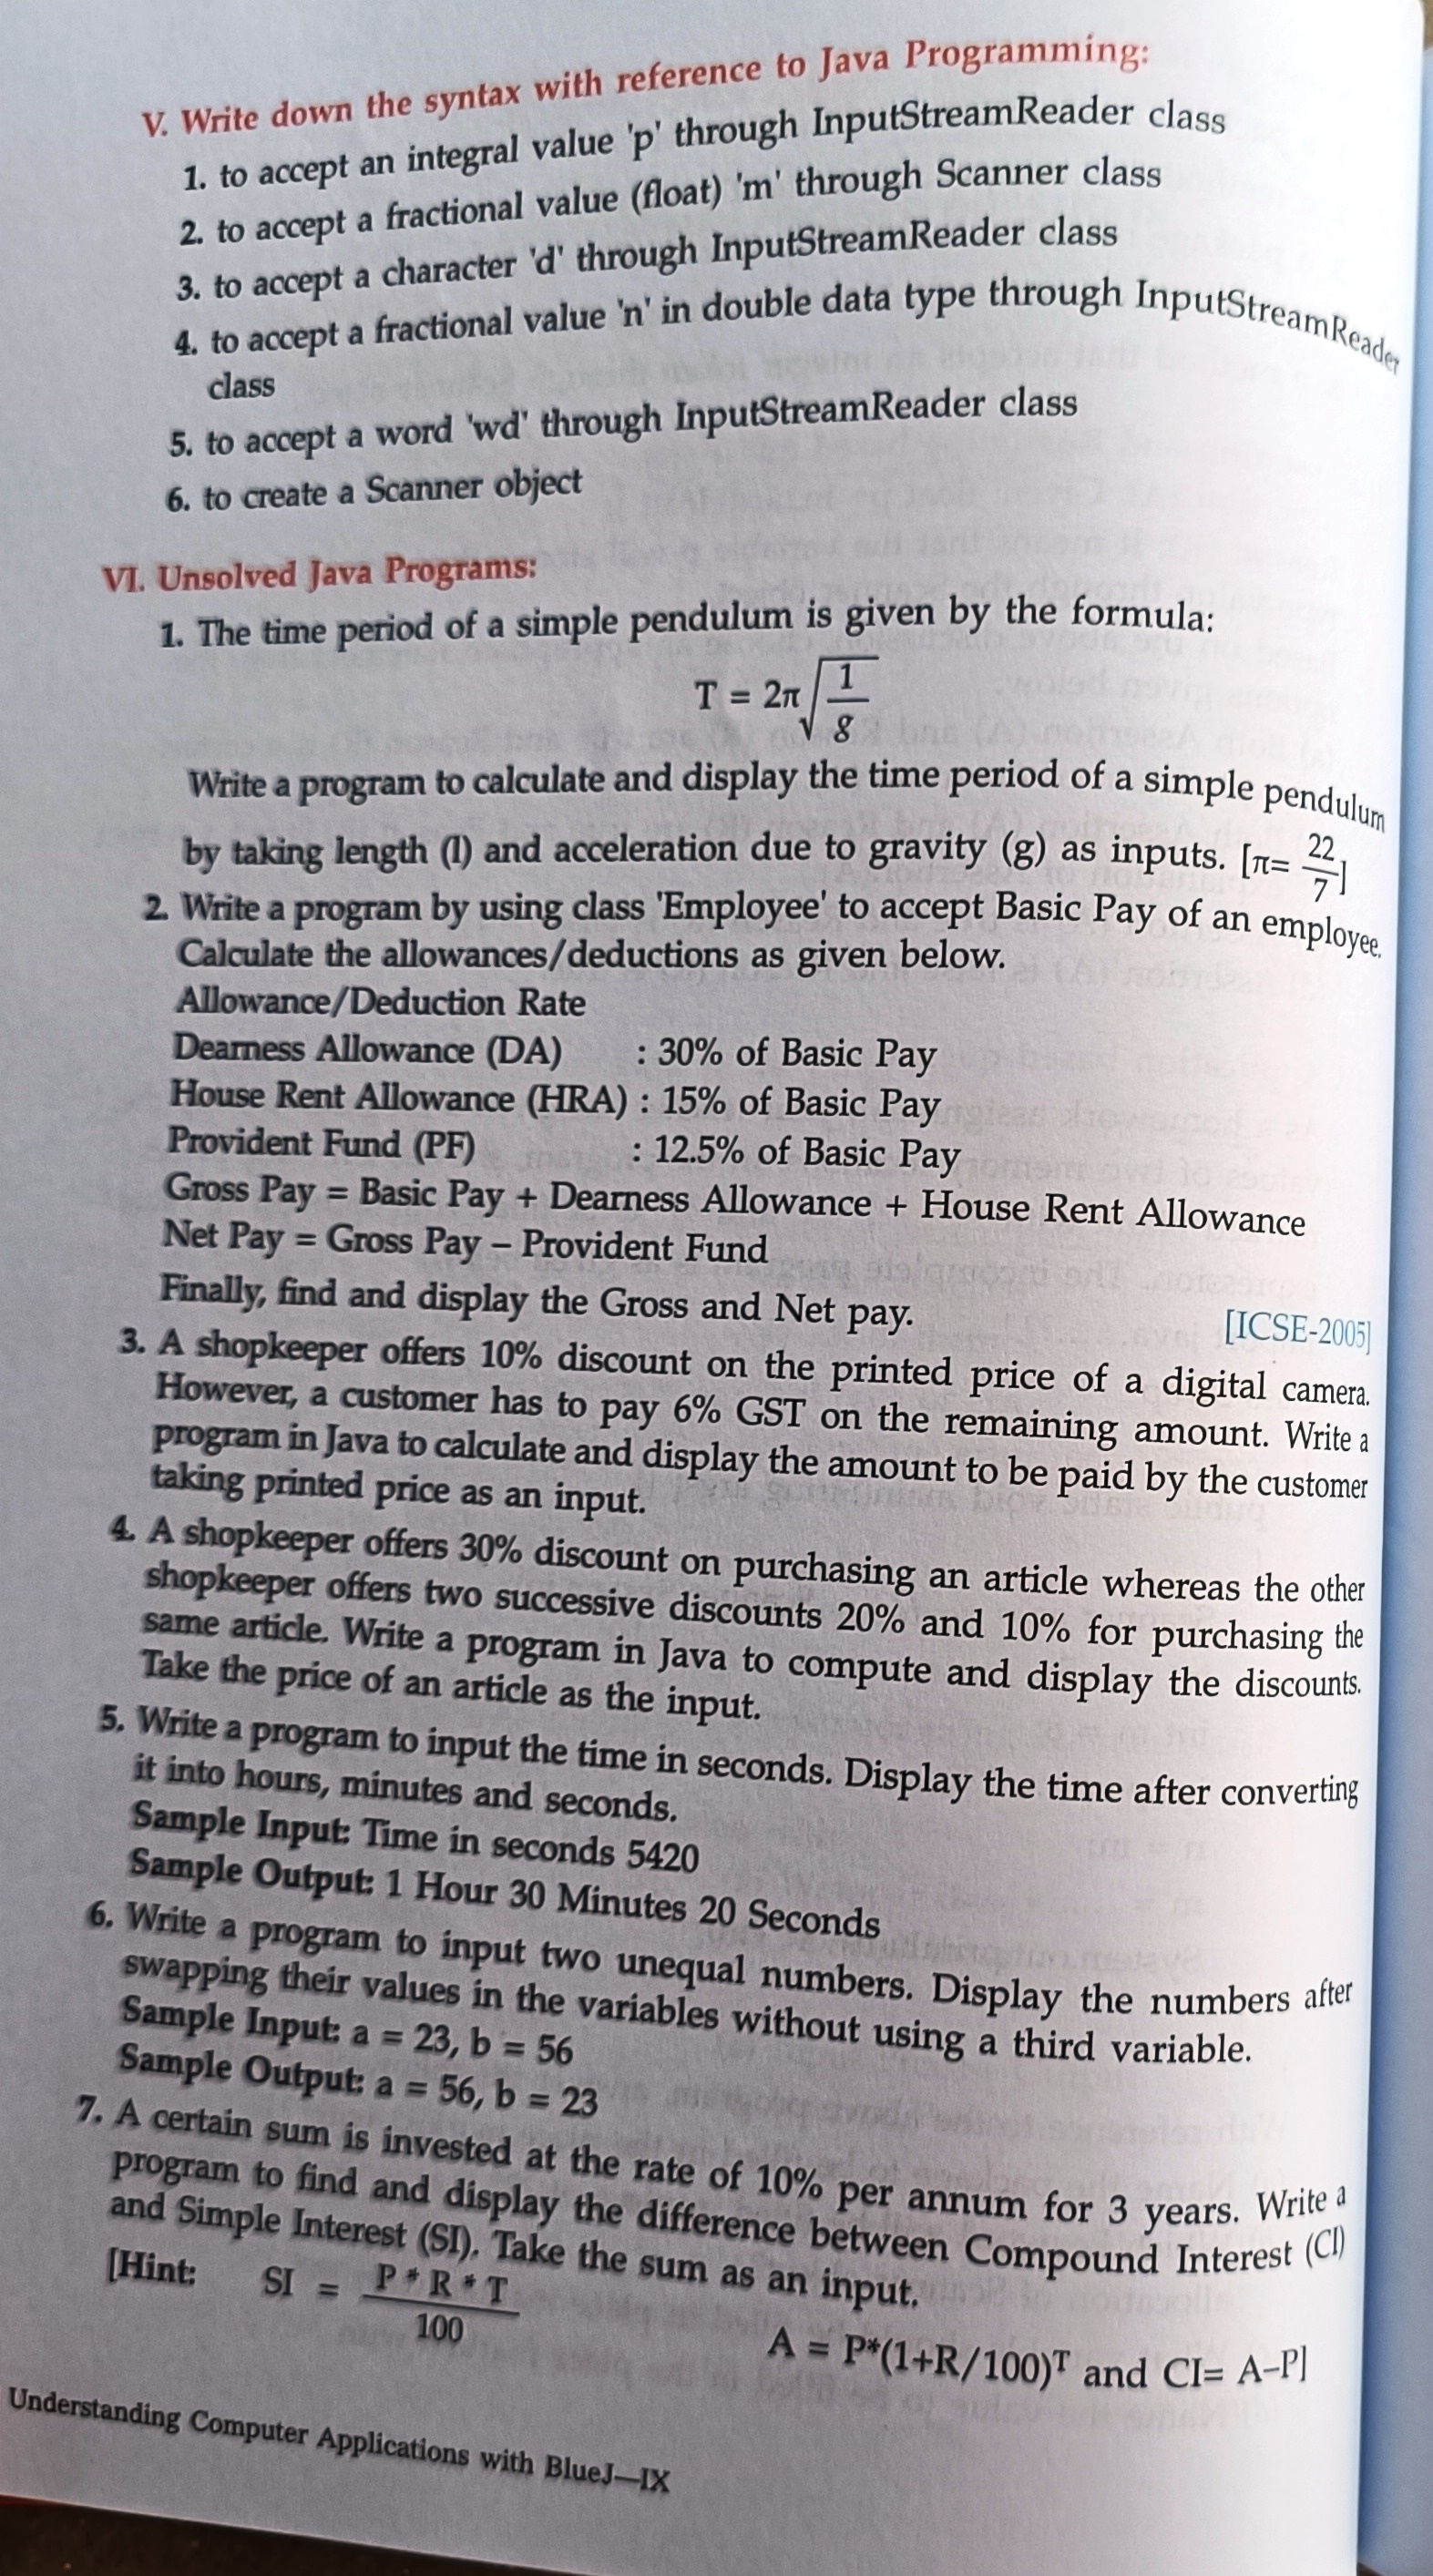 V. Write down the syntax with reference to Java Programming:
1. to accept an integral value 'p' through InputStreamReader class
2. to accept a fractional value (float) 'm' through Scanner class
3. to accept a character 'd' through InputStreamReader class
4. to accept a fractional value 'n' in double data type through InputStreamReader
class
5. to accept a word 'wd' through InputStreamReader class
6. to create a Scanner object
VI. Unsolved Java Programs:
1. The time period of a simple pendulum is given by the formula:
T = 2π√(1/g)
Write a program to calculate and display the time period of a simple pendulum
by taking length (l) and acceleration due to gravity (g) as inputs. [π= 22/7]
2. Write a program by using class 'Employee' to accept Basic Pay of an employee.
Calculate the allowances/deductions as given below.
Allowance/Deduction Rate
Dearness Allowance (DA) : 30% of Basic Pay
House Rent Allowance (HRA) : 15% of Basic Pay
Provident Fund (PF) : 12.5% of Basic Pay
Gross Pay = Basic Pay + Dearness Allowance + House Rent Allowance
Net Pay = Gross Pay – Provident Fund
Finally, find and display the Gross and Net pay. [ICSE-2005]
3. A shopkeeper offers 10% discount on the printed price of a digital camera.
However, a customer has to pay 6% GST on the remaining amount. Write a
program in Java to calculate and display the amount to be paid by the customer
taking printed price as an input.
4. A shopkeeper offers 30% discount on purchasing an article whereas the other
shopkeeper offers two successive discounts 20% and 10% for purchasing the
same article. Write a program in Java to compute and display the discounts.
Take the price of an article as the input.
5. Write a program to input the time in seconds. Display the time after converting
it into hours, minutes and seconds.
Sample Input: Time in seconds 5420
Sample Output: 1 Hour 30 Minutes 20 Seconds
6. Write a program to input two unequal numbers. Display the numbers after
swapping their values in the variables without using a third variable.
Sample Input: a = 23, b = 56
Sample Output: a = 56, b = 23
7. A certain sum is invested at the rate of 10% per annum for 3 years. Write a
program to find and display the difference between Compound Interest (CI)
and Simple Interest (SI). Take the sum as an input.
[Hint: SI = P * R * T / 100 A = P*(1+R/100)ᵀ and CI= A–P]
Understanding Computer Applications with BlueJ—IX